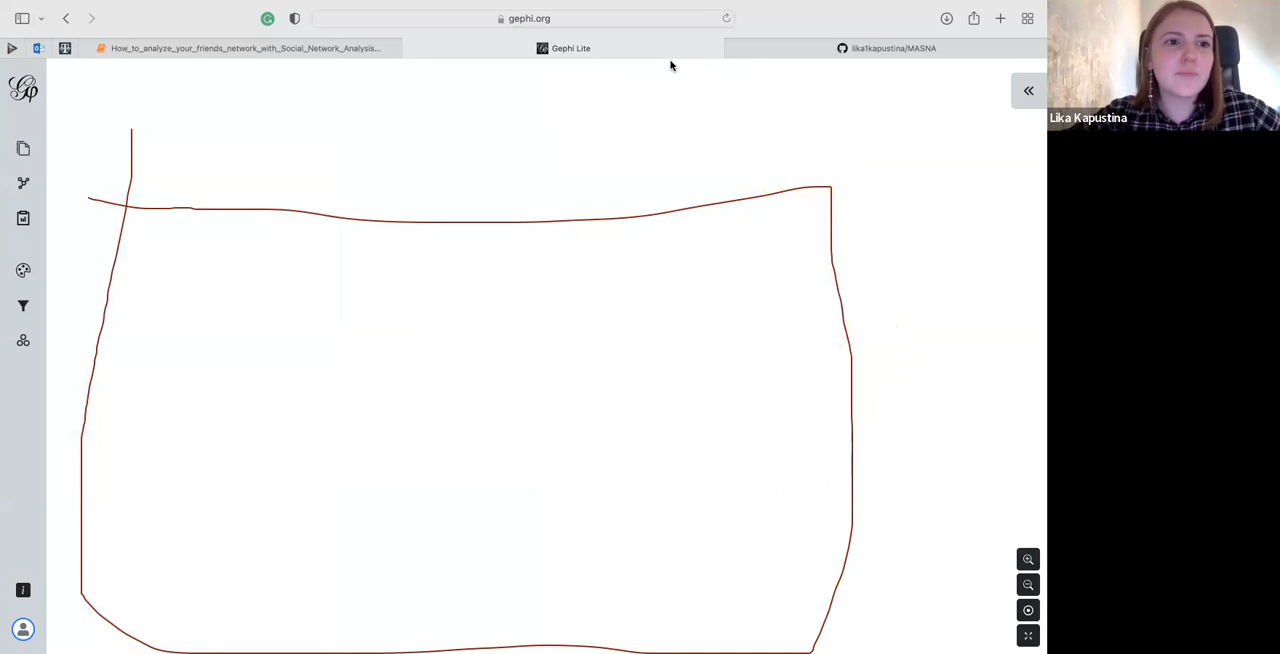 gephi.org
How_to_analyze_your_friends_network_with_Social_Network_Analysis...
Gephi Lite
lika1kapustina/MASNA
Lika Kapustina